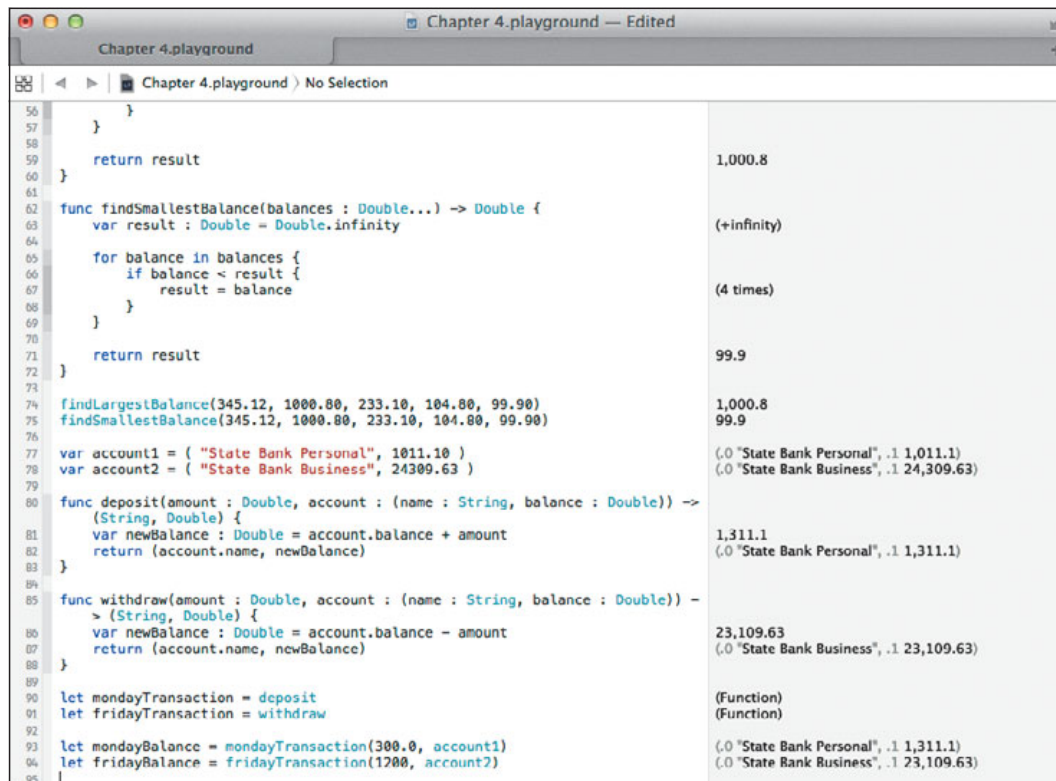 Chapter 4.playground — Edited
Chapter 4.playground
Chapter 4.playground 〉 No Selection
56 }
57 }
58
59 return result 1,000.8
60 }
61
62 func findSmallestBalance(balances : Double...) -> Double {
63 var result : Double = Double.infinity (+infinity)
64
65 for balance in balances {
66 if balance < result {
67 result = balance (4 times)
68 }
69 }
70
71 return result 99.9
72 }
73
74 findLargestBalance(345.12, 1000.80, 233.10, 104.80, 99.90) 1,000.8
75 findSmallestBalance(345.12, 1000.80, 233.10, 104.80, 99.90) 99.9
76
77 var account1 = ( "State Bank Personal", 1011.10 ) (.0 "State Bank Personal", .1 1,011.1)
78 var account2 = ( "State Bank Business", 24309.63 ) (.0 "State Bank Business", .1 24,309.63)
79
80 func deposit(amount : Double, account : (name : String, balance : Double)) ->
(String, Double) {
81 var newBalance : Double = account.balance + amount 1,311.1
82 return (account.name, newBalance) (.0 "State Bank Personal", .1 1,311.1)
83 }
84
85 func withdraw(amount : Double, account : (name : String, balance : Double)) -
> (String, Double) {
86 var newBalance : Double = account.balance - amount 23,109.63
87 return (account.name, newBalance) (.0 "State Bank Business", .1 23,109.63)
88 }
89
90 let mondayTransaction = deposit (Function)
91 let fridayTransaction = withdraw (Function)
92
93 let mondayBalance = mondayTransaction(300.0, account1) (.0 "State Bank Personal", .1 1,311.1)
94 let fridayBalance = fridayTransaction(1200, account2) (.0 "State Bank Business", .1 23,109.63)
95